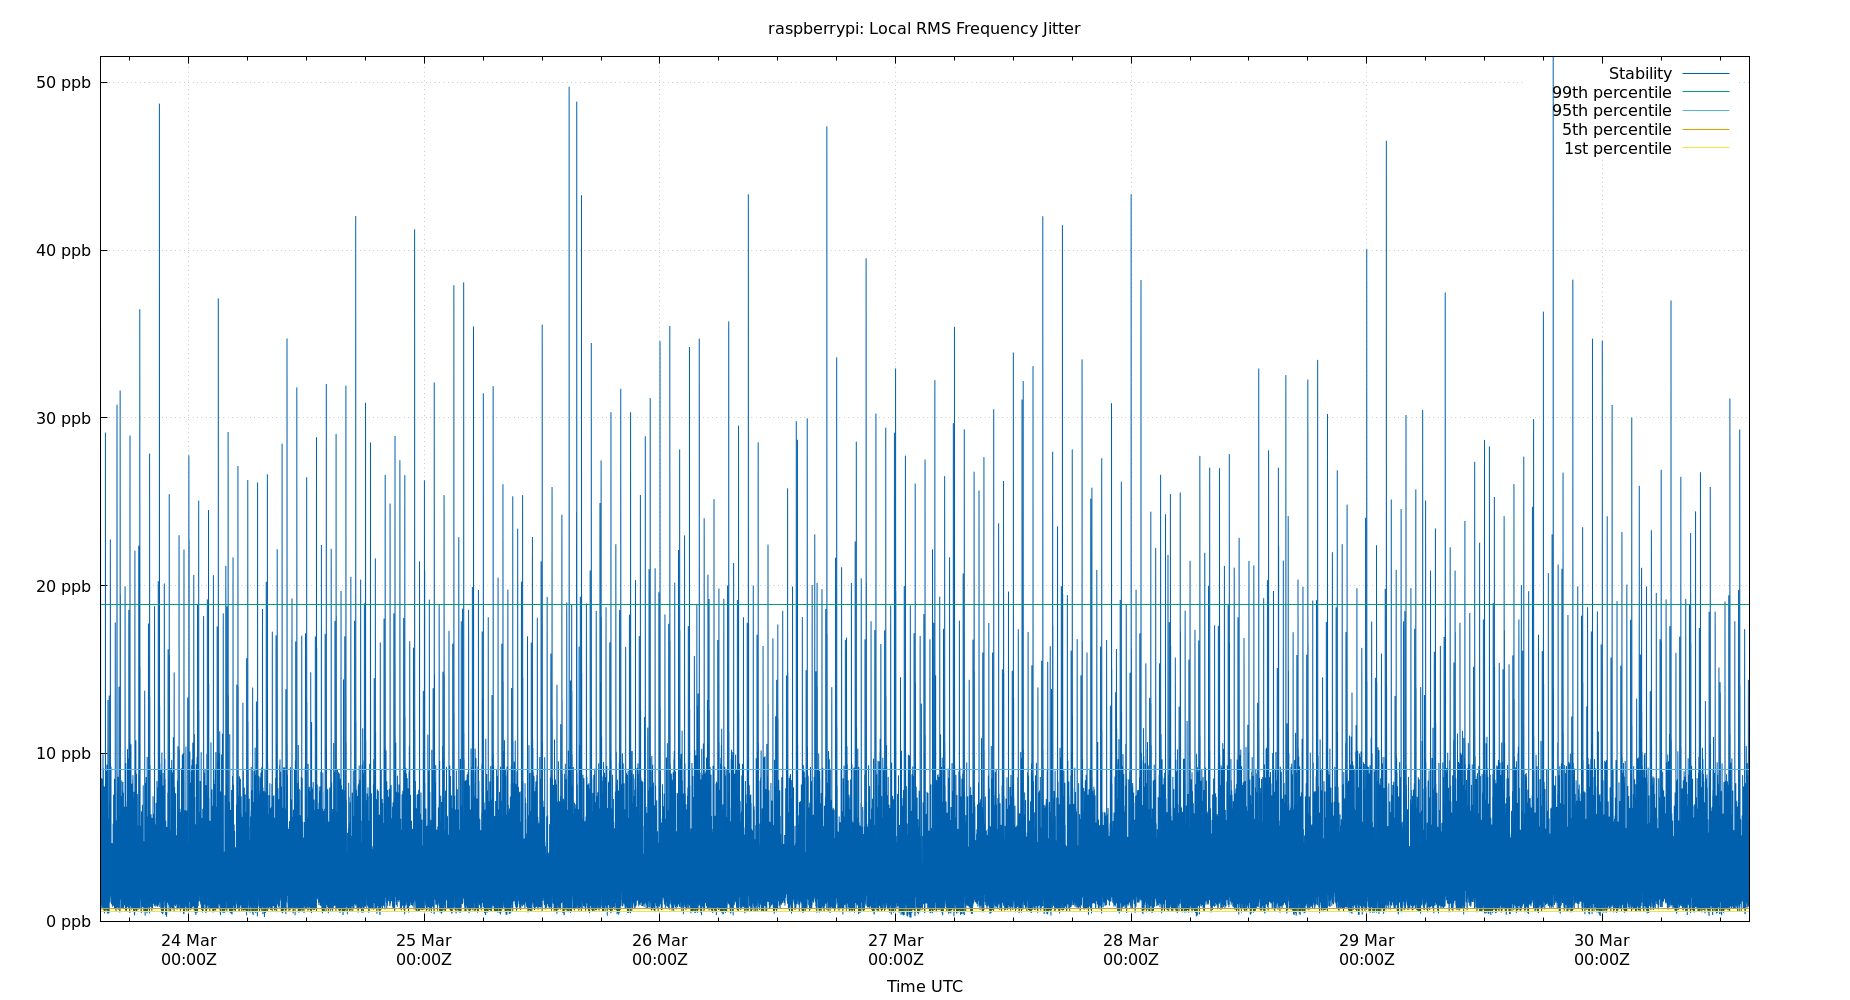 raspberrypi: Local RMS Frequency Jitter
50 ppb
40 ppb
30 ppb
20 ppb
10 ppb
0 ppb
Stability
99th percentile
95th percentile
5th percentile
1st percentile
24 Mar
00:00Z
25 Mar
00:00Z
26 Mar
00:00Z
27 Mar
00:00Z
28 Mar
00:00Z
29 Mar
00:00Z
30 Mar
00:00Z
Time UTC